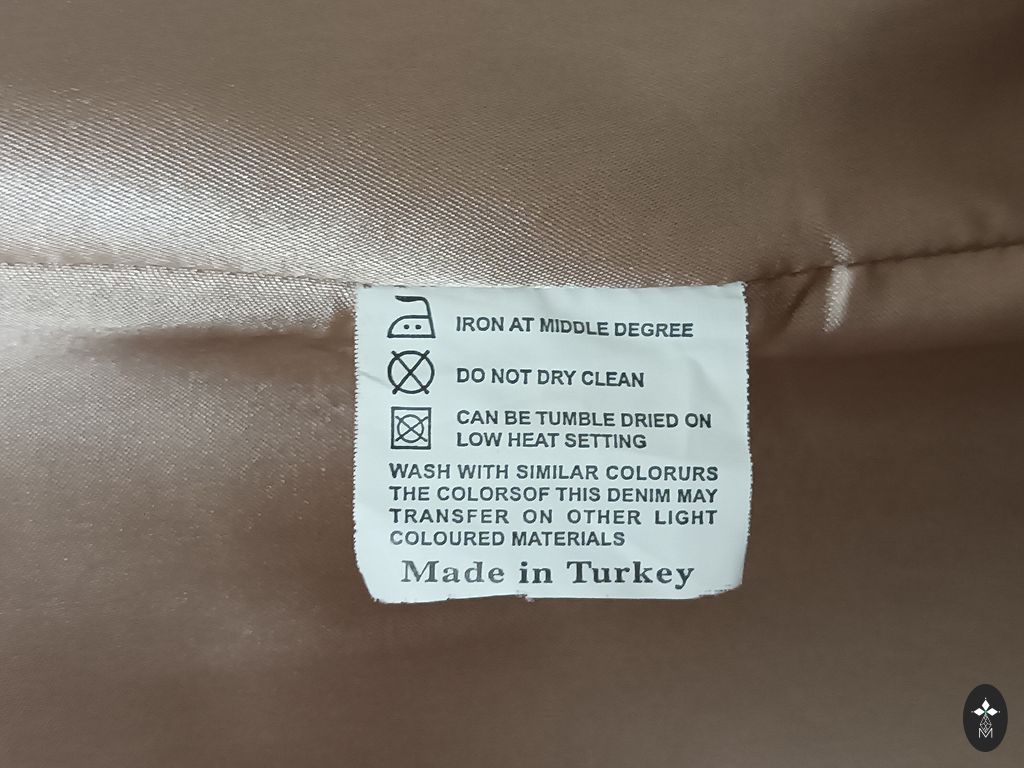 IRON AT MIDDLE DEGREE
DO NOT DRY CLEAN
CAN BE TUMBLE DRIED ON
LOW HEAT SETTING
WASH WITH SIMILAR COLORURS
THE COLORSOF THIS DENIM MAY
TRANSFER ON OTHER LIGHT
COLOURED MATERIALS
Made in Turkey
M